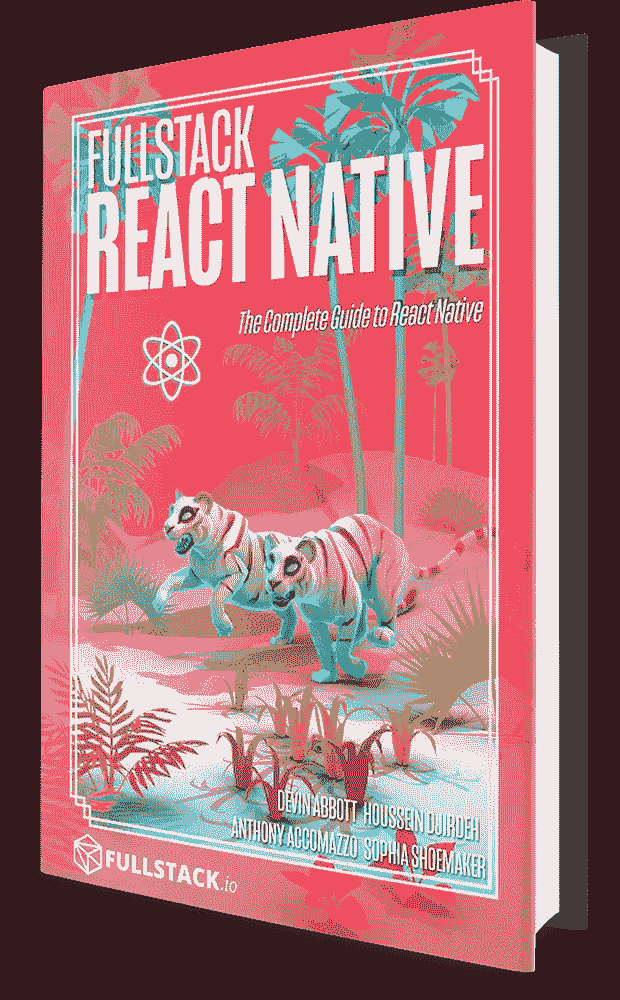 FULLSTACK
REACT NATIVE
The Complete Guide to React Native
DEVIN ABBOTT HOUSSEIN DJIRDEH
ANTHONY ACCOMAZZO SOPHIA SHOEMAKER
FULLSTACK.io